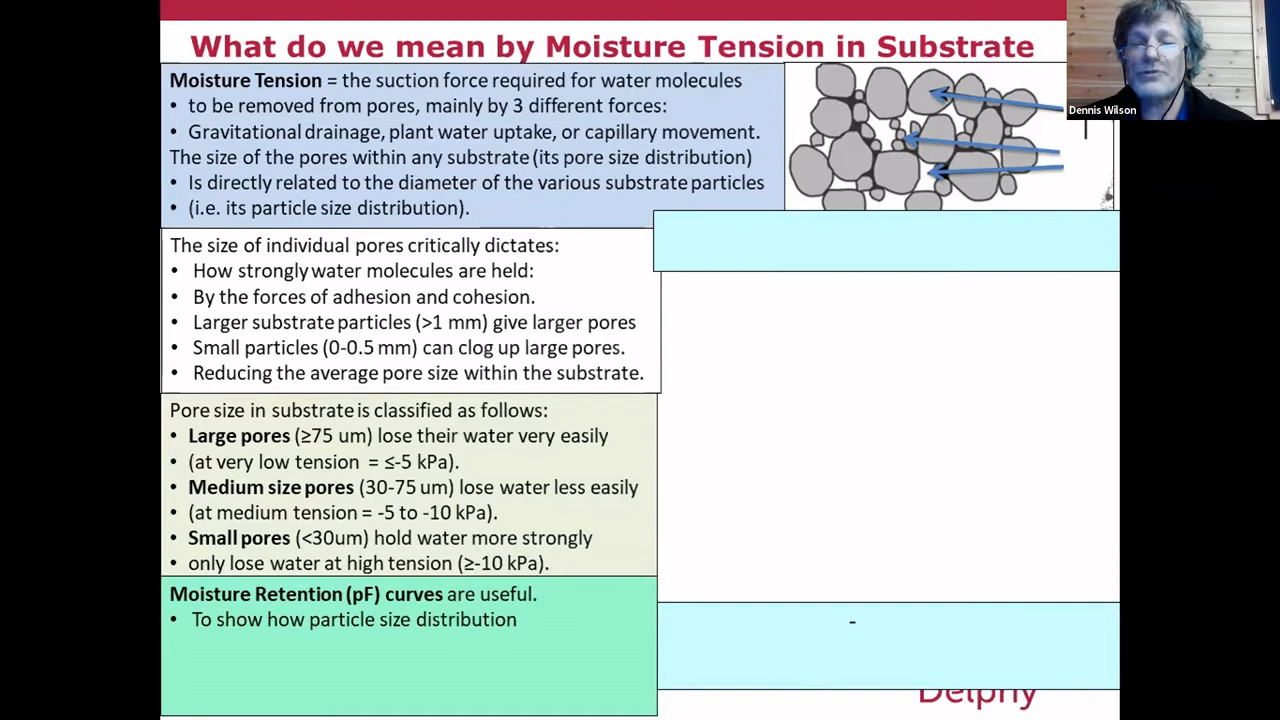 What do we mean by Moisture Tension in Substrate
Dennis Wilson
Moisture Tension = the suction force required for water molecules
• to be removed from pores, mainly by 3 different forces:
• Gravitational drainage, plant water uptake, or capillary movement.
The size of the pores within any substrate (its pore size distribution)
• Is directly related to the diameter of the various substrate particles
• (i.e. its particle size distribution).
The size of individual pores critically dictates:
• How strongly water molecules are held:
• By the forces of adhesion and cohesion.
• Larger substrate particles (>1 mm) give larger pores
• Small particles (0-0.5 mm) can clog up large pores.
• Reducing the average pore size within the substrate.
Pore size in substrate is classified as follows:
• Large pores (≥75 um) lose their water very easily
• (at very low tension = ≤-5 kPa).
• Medium size pores (30-75 um) lose water less easily
• (at medium tension = -5 to -10 kPa).
• Small pores (<30um) hold water more strongly
• only lose water at high tension (≥-10 kPa).
Moisture Retention (pF) curves are useful.
• To show how particle size distribution
-
Delphy